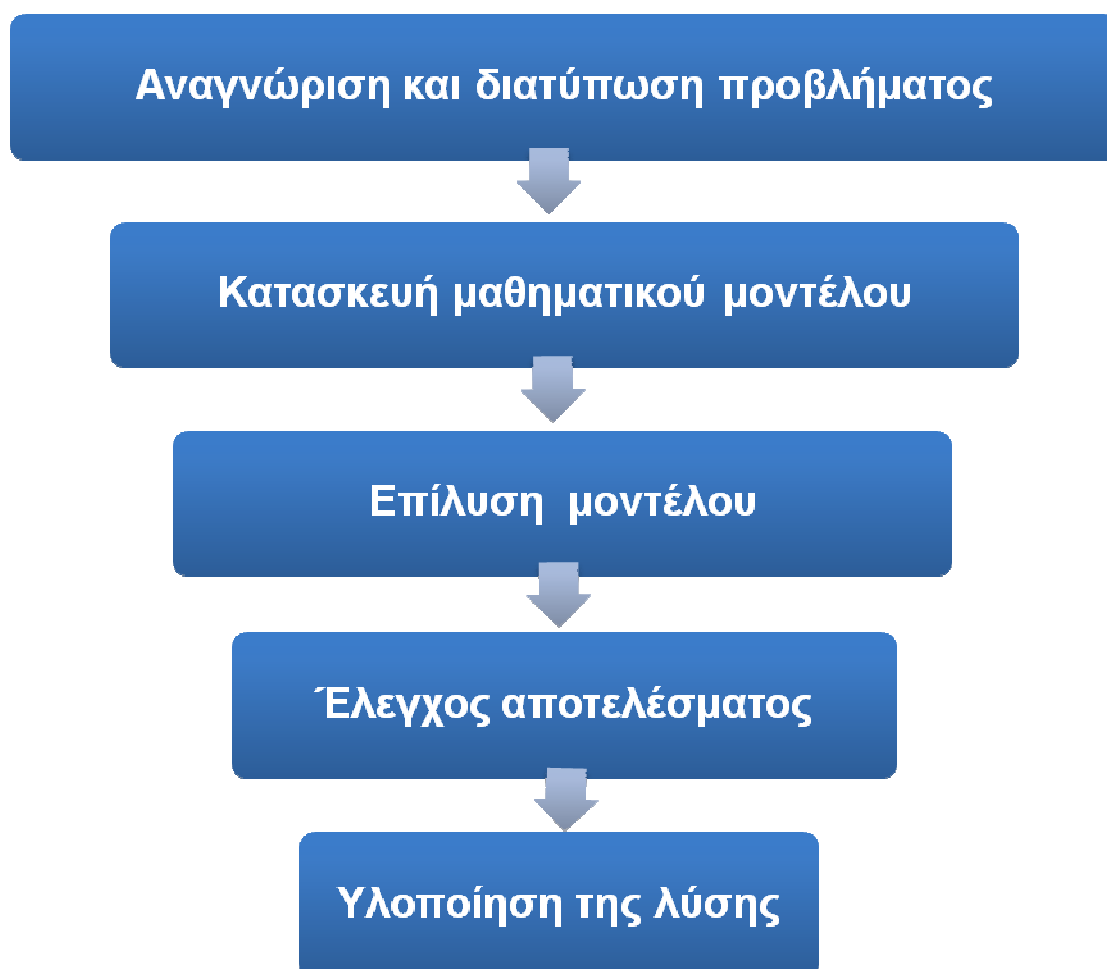 Αναγνώριση και διατύπωση προβλήματος
Κατασκευή μαθηματικού μοντέλου
Επίλυση μοντέλου
Έλεγχος αποτελέσματος
Υλοποίηση της λύσης